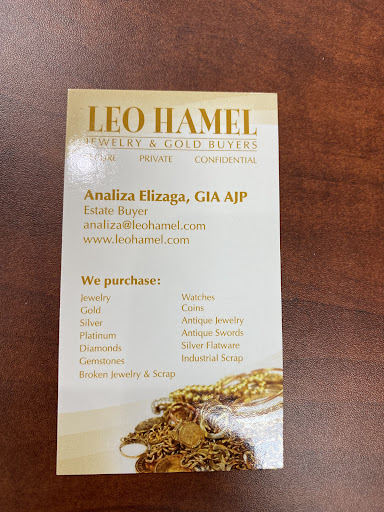 LEO HAMEL
JEWELRY & GOLD BUYERS
PRIVATE CONFIDENTIAL
Analiza Elizaga, GIA AJP
Estate Buyer
analiza@leohamel.com
www.leohamel.com
We purchase:
Jewelry
Gold
Silver
Platinum
Diamonds
Gemstones
Broken Jewelry & Scrap
Watches
Coins
Antique Jewelry
Antique Swords
Silver Flatware
Industrial Scrap